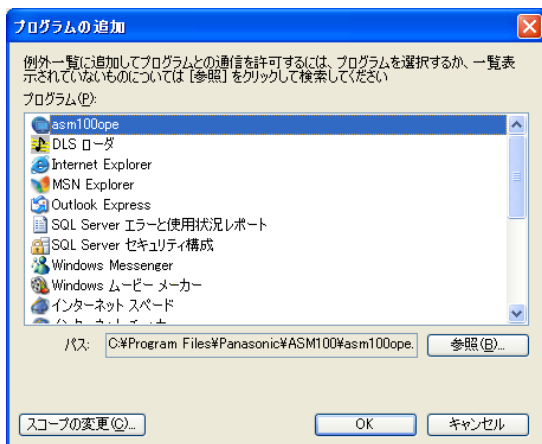 プログラムの追加
例外一覧に追加してプログラムとの通信を許可するには、プログラムを選択するか、一覧表
示されていないものについては [参照] をクリックして検索してください
プログラム(P):
asm100ope
DLS ローダ
Internet Explorer
MSN Explorer
Outlook Express
SQL Server エラーと使用状況レポート
SQL Server セキュリティ構成
Windows Messenger
Windows ムービー メーカー
インターネット スペード
パス:
C:¥Program Files¥Panasonic¥ASM100¥asm100ope.
参照(B)...
スコープの変更(C)...
OK
キャンセル